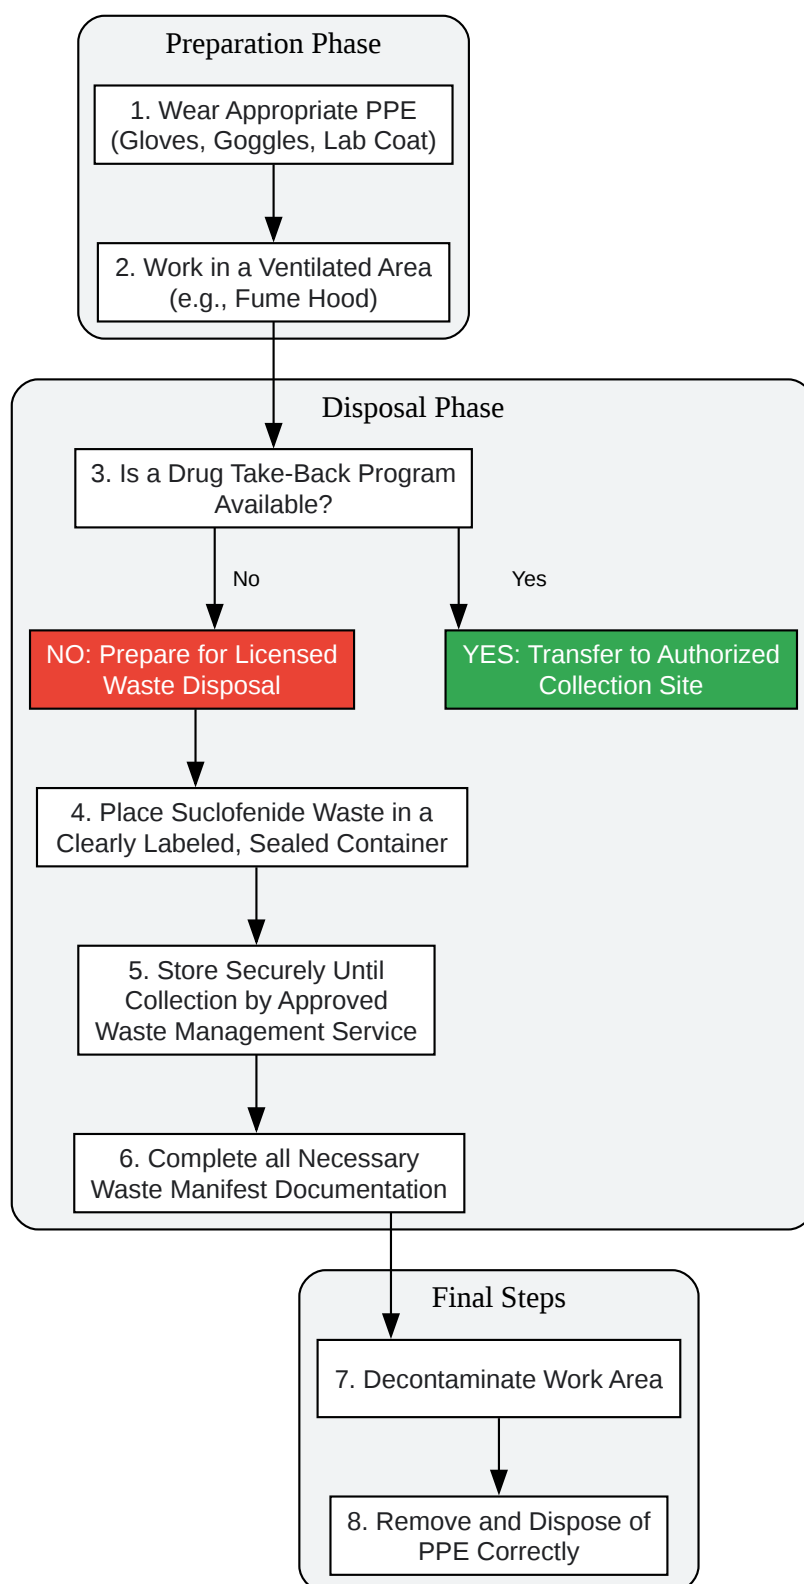 Preparation Phase
1. Wear Appropriate PPE
(Gloves, Goggles, Lab Coat)
2. Work in a Ventilated Area
(e.g., Fume Hood)
Disposal Phase
3. Is a Drug Take-Back Program
Available?
No
Yes
NO: Prepare for Licensed
Waste Disposal
YES: Transfer to Authorized
Collection Site
4. Place Suclofenide Waste in a
Clearly Labeled, Sealed Container
5. Store Securely Until
Collection by Approved
Waste Management Service
6. Complete all Necessary
Waste Manifest Documentation
Final Steps
7. Decontaminate Work Area
8. Remove and Dispose of
PPE Correctly